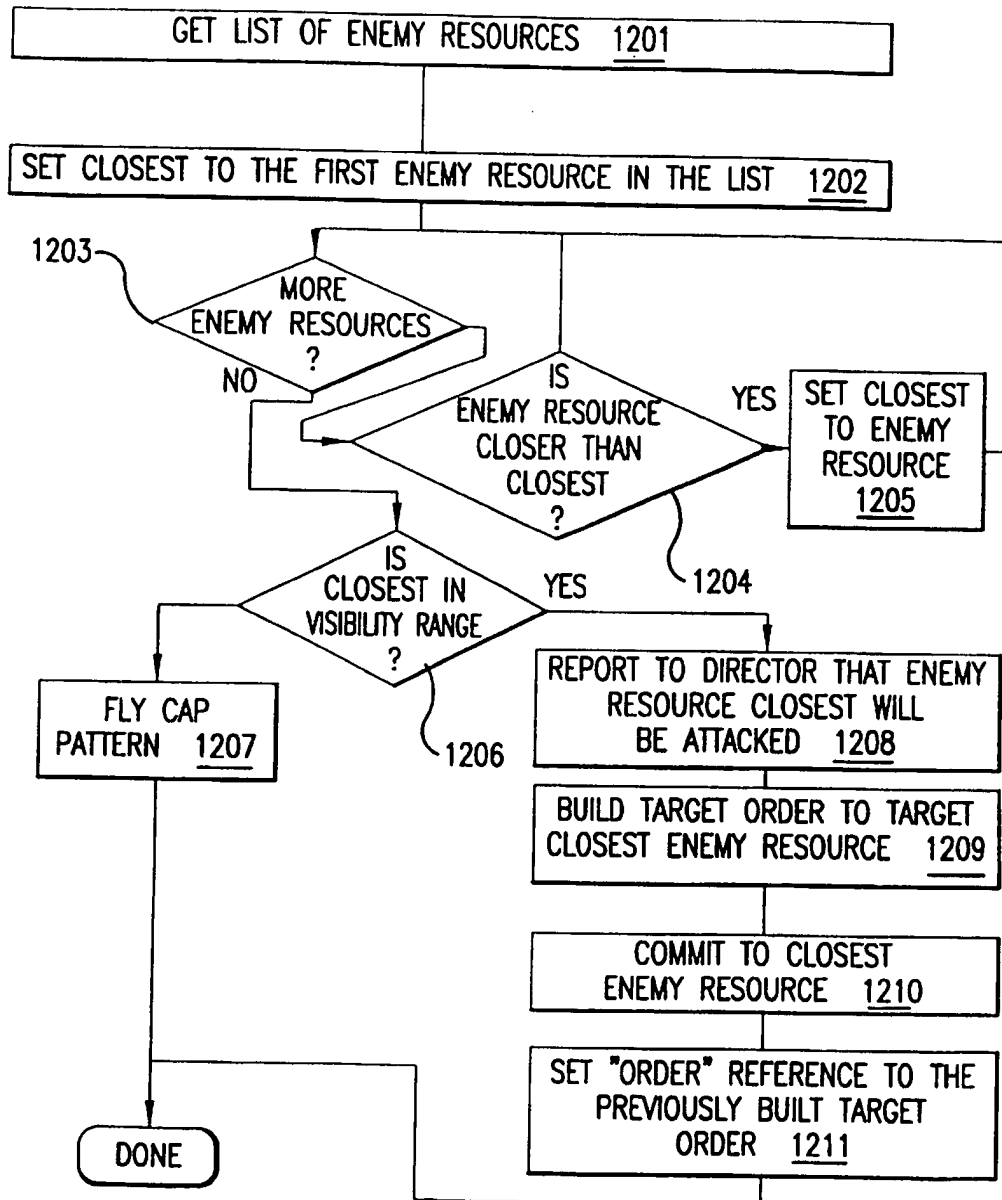 GET LIST OF ENEMY RESOURCES 1201
SET CLOSEST TO THE FIRST ENEMY RESOURCE IN THE LIST 1202
1203
MORE
ENEMY RESOURCES
?
NO
IS
ENEMY RESOURCE
CLOSER THAN
CLOSEST
?
YES
SET CLOSEST
TO ENEMY
RESOURCE
1205
1204
IS
CLOSEST IN
VISIBILITY RANGE
?
YES
1206
FLY CAP
PATTERN 1207
REPORT TO DIRECTOR THAT ENEMY
RESOURCE CLOSEST WILL
BE ATTACKED 1208
BUILD TARGET ORDER TO TARGET
CLOSEST ENEMY RESOURCE 1209
COMMIT TO CLOSEST
ENEMY RESOURCE 1210
SET "ORDER" REFERENCE TO THE
PREVIOUSLY BUILT TARGET
ORDER 1211
DONE